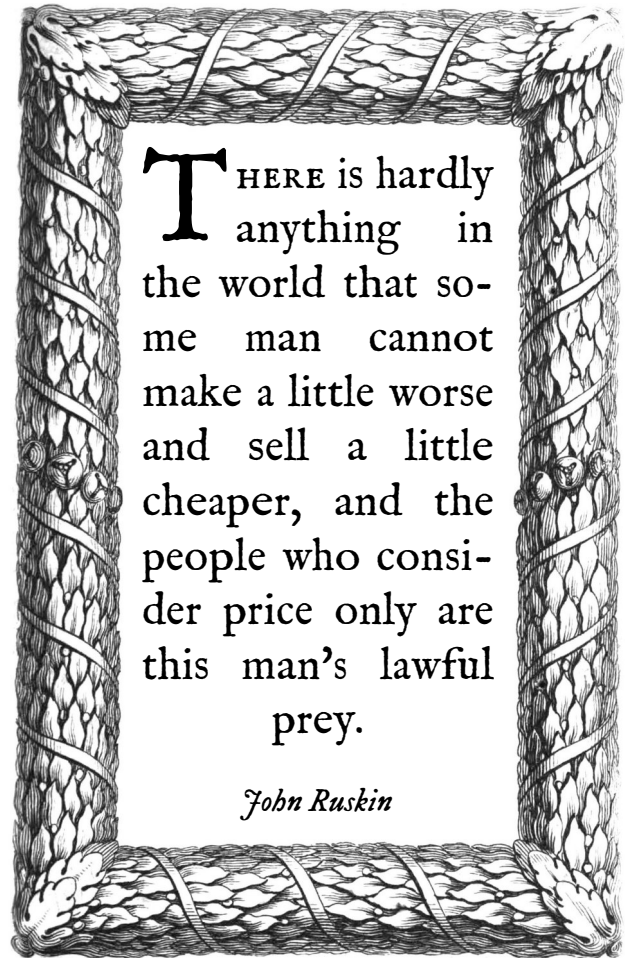 THERE is hardly
anything in
the world that so-
me man cannot
make a little worse
and sell a little
cheaper, and the
people who consi-
der price only are
this man's lawful
prey.
John Ruskin